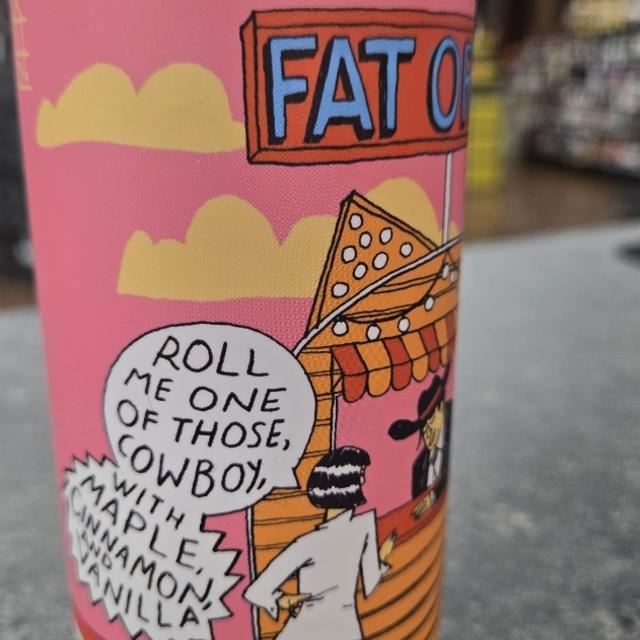 FAT
ROLL
ME ONE
OF THOSE,
COWBOY,
WITH
MAPLE,
CINNAMON,
AND
VANILLA